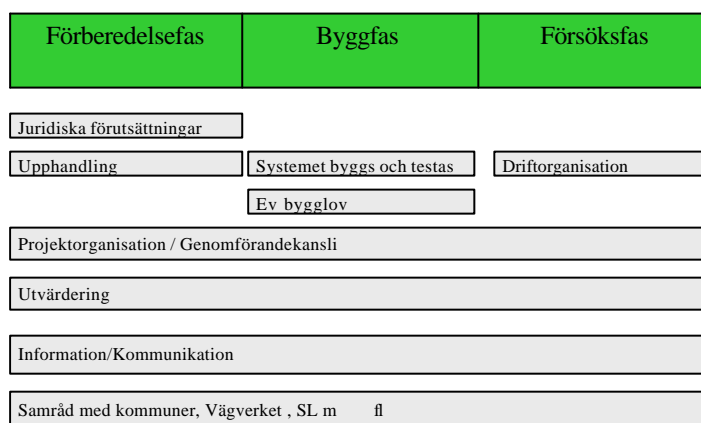 Förberedelsefas
Byggfas
Försöksfas
Juridiska förutsättningar
Upphandling
Systemet byggs och testas
Driftorganisation
Ev bygglov
Projektorganisation / Genomförandekansli
Utvärdering
Information/Kommunikation
Samråd med kommuner, Vägverket , SL m fl